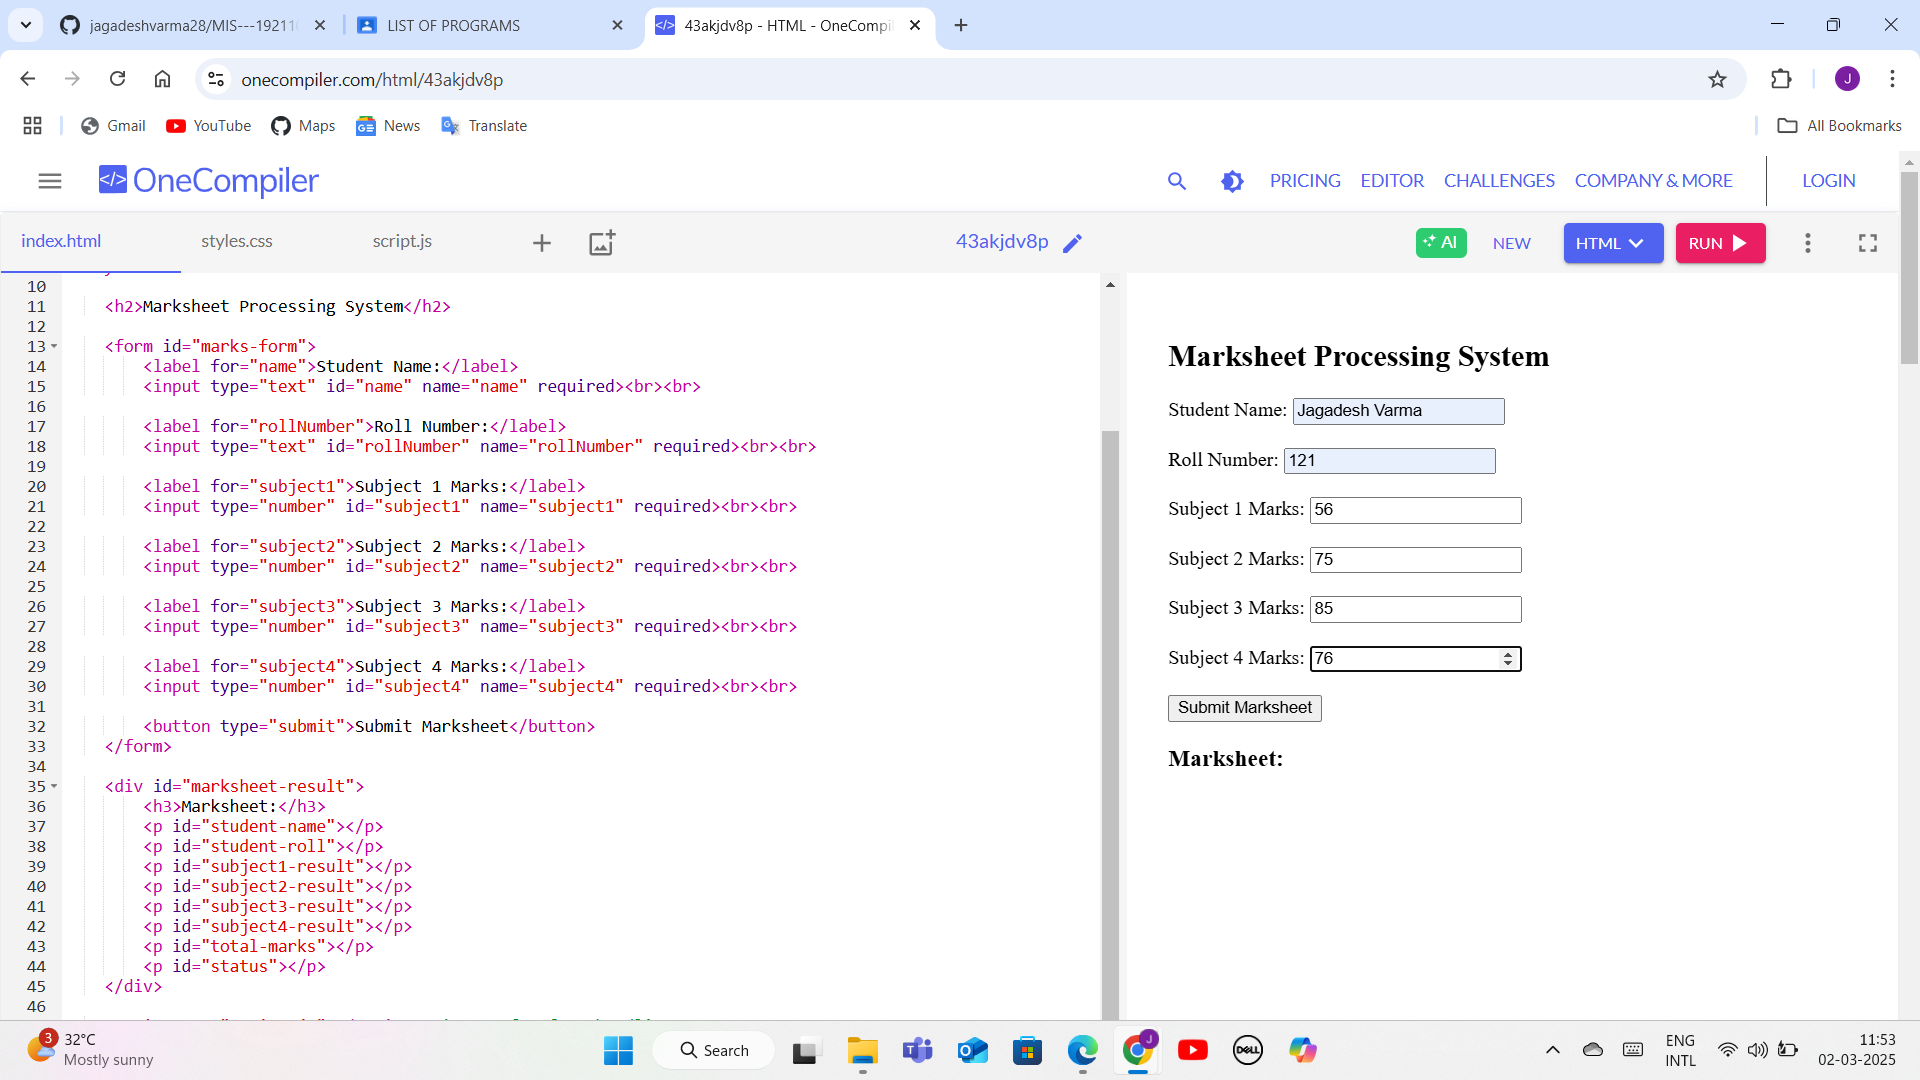 jagadeshvarma28/MIS---19211
LIST OF PROGRAMS
43akjdv8p - HTML - OneCompi
onecompiler.com/html/43akjdv8p
J
Gmail
YouTube
Maps
News
Translate
All Bookmarks
</> OneCompiler
PRICING
EDITOR
CHALLENGES
COMPANY & MORE
LOGIN
index.html
styles.css
script.js
43akjdv8p
AI
NEW
HTML
RUN
10
11 <h2>Marksheet Processing System</h2>
12
13 <form id="marks-form">
14 <label for="name">Student Name:</label>
15 <input type="text" id="name" name="name" required><br><br>
16
17 <label for="rollNumber">Roll Number:</label>
18 <input type="text" id="rollNumber" name="rollNumber" required><br><br>
19
20 <label for="subject1">Subject 1 Marks:</label>
21 <input type="number" id="subject1" name="subject1" required><br><br>
22
23 <label for="subject2">Subject 2 Marks:</label>
24 <input type="number" id="subject2" name="subject2" required><br><br>
25
26 <label for="subject3">Subject 3 Marks:</label>
27 <input type="number" id="subject3" name="subject3" required><br><br>
28
29 <label for="subject4">Subject 4 Marks:</label>
30 <input type="number" id="subject4" name="subject4" required><br><br>
31
32 <button type="submit">Submit Marksheet</button>
33 </form>
34
35 <div id="marksheet-result">
36 <h3>Marksheet:</h3>
37 <p id="student-name"></p>
38 <p id="student-roll"></p>
39 <p id="subject1-result"></p>
40 <p id="subject2-result"></p>
41 <p id="subject3-result"></p>
42 <p id="subject4-result"></p>
43 <p id="total-marks"></p>
44 <p id="status"></p>
45 </div>
46
Marksheet Processing System
Student Name: Jagadesh Varma
Roll Number: 121
Subject 1 Marks: 56
Subject 2 Marks: 75
Subject 3 Marks: 85
Subject 4 Marks: 76
Submit Marksheet
Marksheet:
3
32°C
Mostly sunny
Search
J
DELL
ENG
INTL
11:53
02-03-2025